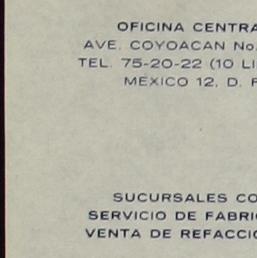 OFICINA CENTRA
AVE. COYOACAN No.
TEL. 75-20-22 (10 LI
MEXICO 12, D. F
SUCURSALES CO
SERVICIO DE FABRI
VENTA DE REFACCIO